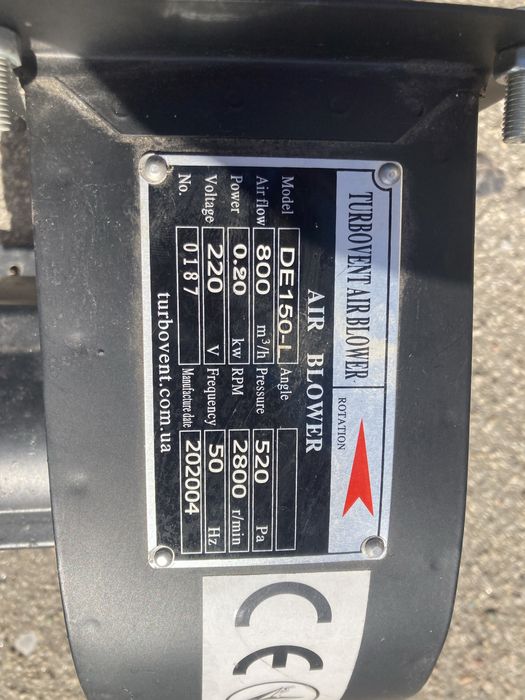 TURBOVENT AIR BLOWER
ROTATION
AIR BLOWER
Model DE150-L Angle
Air flow 800 m³/h Pressure 520 Pa
Power 0.20 kw RPM 2800 r/min
Voltage 220 V Frequency 50 Hz
No. 0187 Manufacture date 202004
turbovent.com.ua
CE